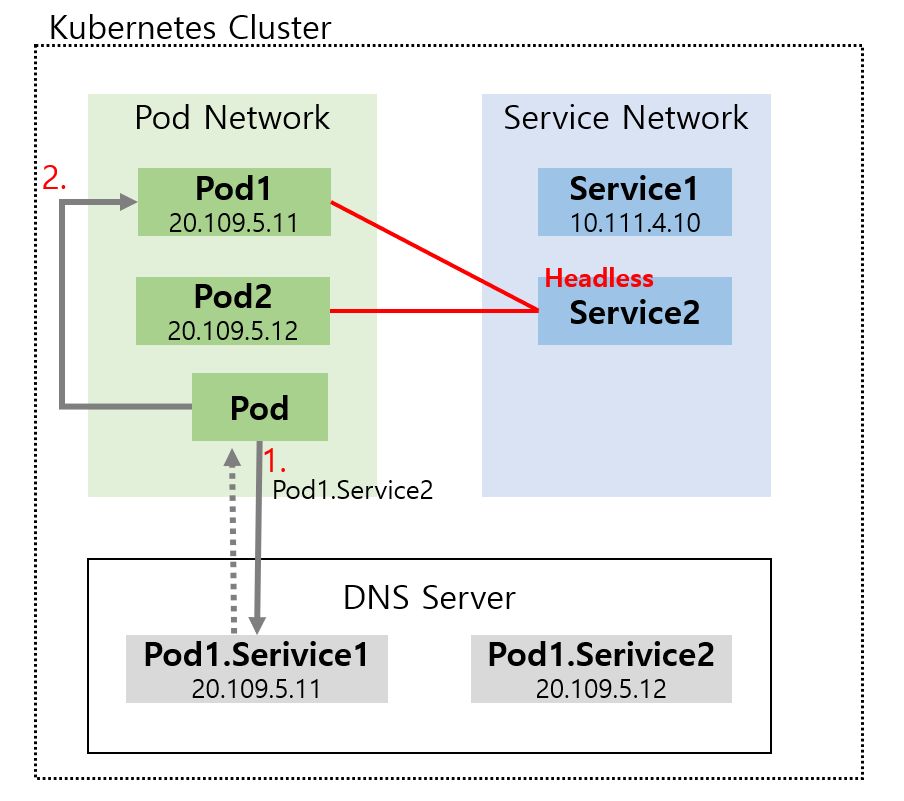 Kubernetes Cluster
Pod Network
Service Network
2.
Pod1
20.109.5.11
Service1
10.111.4.10
Pod2
20.109.5.12
Headless
Service2
Pod
1.
Pod1.Service2
DNS Server
Pod1.Serivice1
20.109.5.11
Pod1.Serivice2
20.109.5.12